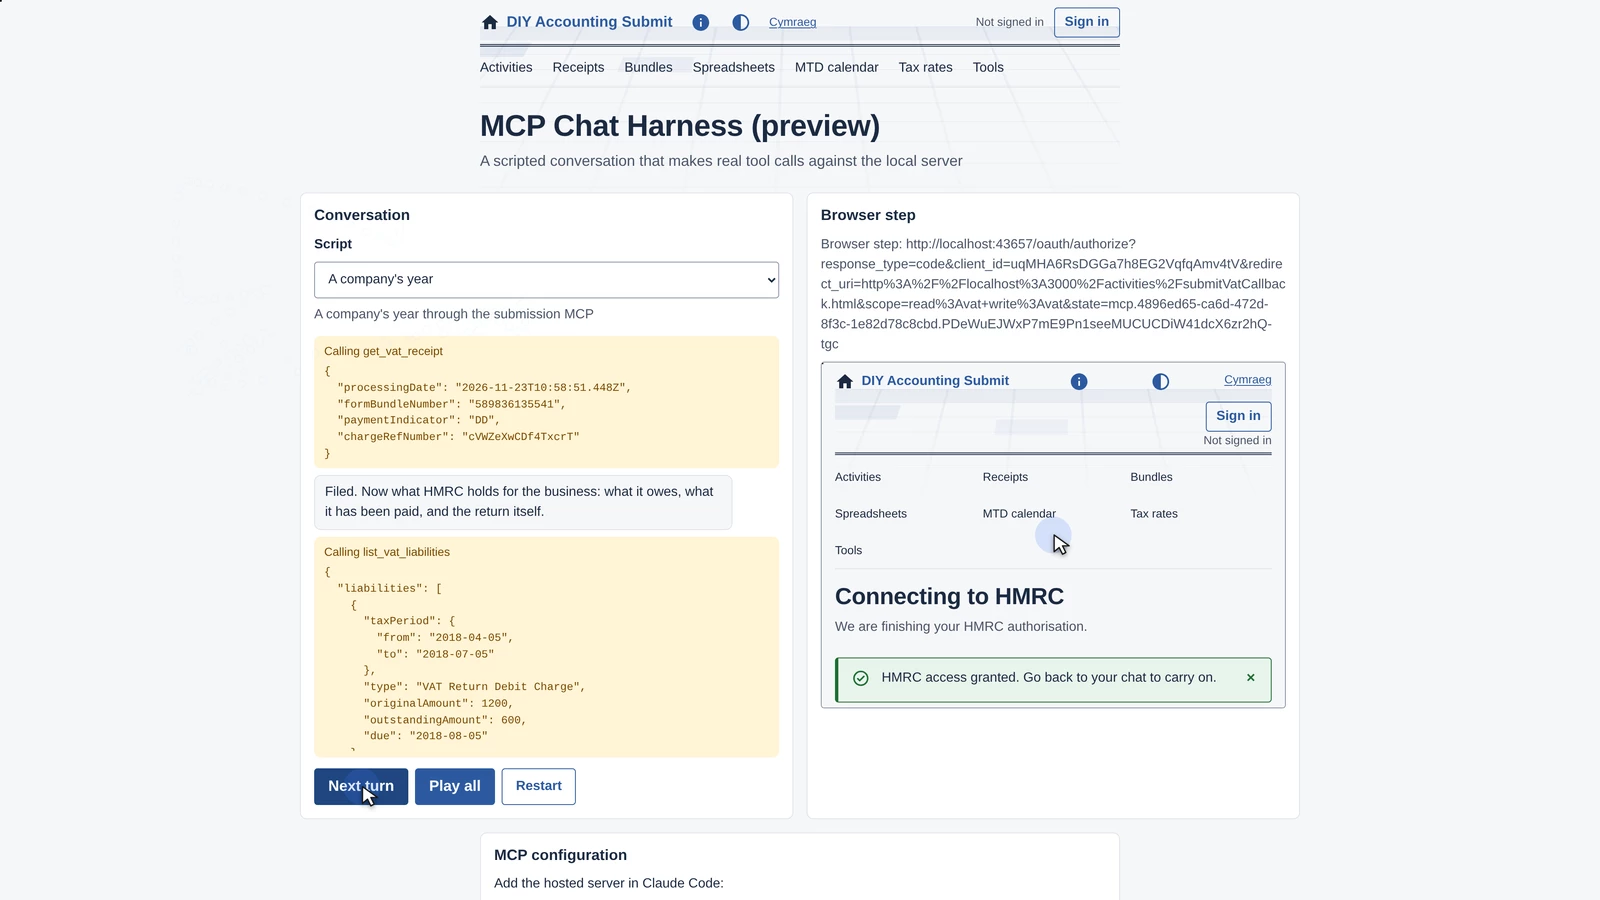 DIY Accounting Submit
Cymraeg
Not signed in
Sign in
Activities
Receipts
Bundles
Spreadsheets
MTD calendar
Tax rates
Tools
MCP Chat Harness (preview)
A scripted conversation that makes real tool calls against the local server
Conversation
Script
A company's year
A company's year through the submission MCP
Calling get_vat_receipt
{
"processingDate": "2026-11-23T10:58:51.448Z",
"formBundleNumber": "589836135541",
"paymentIndicator": "DD",
"chargeRefNumber": "cVWZeXwCDf4TxcrT"
}
Filed. Now what HMRC holds for the business: what it owes, what
it has been paid, and the return itself.
Calling list_vat_liabilities
{
"liabilities": [
{
"taxPeriod": {
"from": "2018-04-05",
"to": "2018-07-05"
},
"type": "VAT Return Debit Charge",
"originalAmount": 1200,
"outstandingAmount": 600,
"due": "2018-08-05"
Next turn
Play all
Restart
Browser step
Browser step: http://localhost:43657/oauth/authorize?
response_type=code&client_id=uqMHA6RsDGGa7h8EG2VqfqAmv4tV&redire
ct_uri=http%3A%2F%2Flocalhost%3A3000%2Factivities%2FsubmitVatCallbac
k.html&scope=read%3Avat+write%3Avat&state=mcp.4896ed65-ca6d-472d-
8f3c-1e82d78c8cbd.PDeWuEJWxP7mE9Pn1seeMUCUCDiW41dcX6zr2hQ-
tgc
DIY Accounting Submit
Cymraeg
Sign in
Not signed in
Activities
Receipts
Bundles
Spreadsheets
MTD calendar
Tax rates
Tools
Connecting to HMRC
We are finishing your HMRC authorisation.
HMRC access granted. Go back to your chat to carry on.
MCP configuration
Add the hosted server in Claude Code: